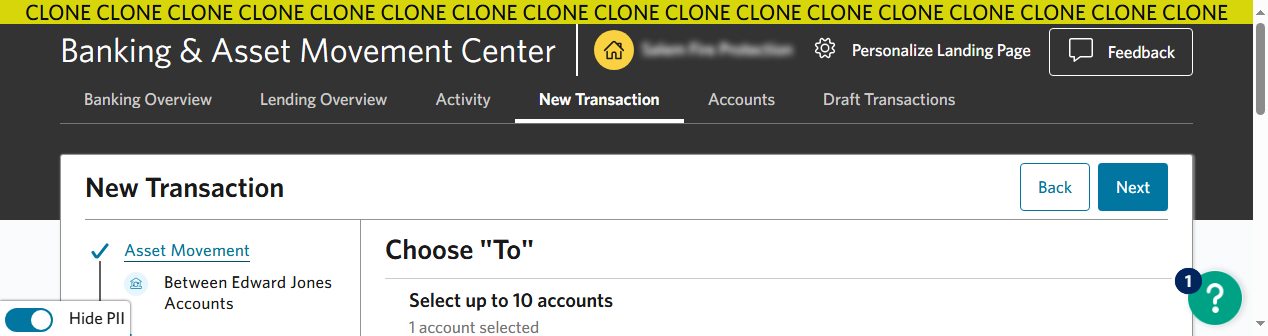 CLONE CLONE CLONE CLONE CLONE CLONE CLONE CLONE CLONE CLONE CLONE CLONE CLONE CLONE CLONE CLONE CLONE
Banking & Asset Movement Center
Personalize Landing Page
Feedback
Banking Overview Lending Overview Activity New Transaction Accounts Draft Transactions
New Transaction
Back Next
Asset Movement
Between Edward Jones
Accounts
Choose "To"
Select up to 10 accounts
1 account selected
Hide PII
1
?